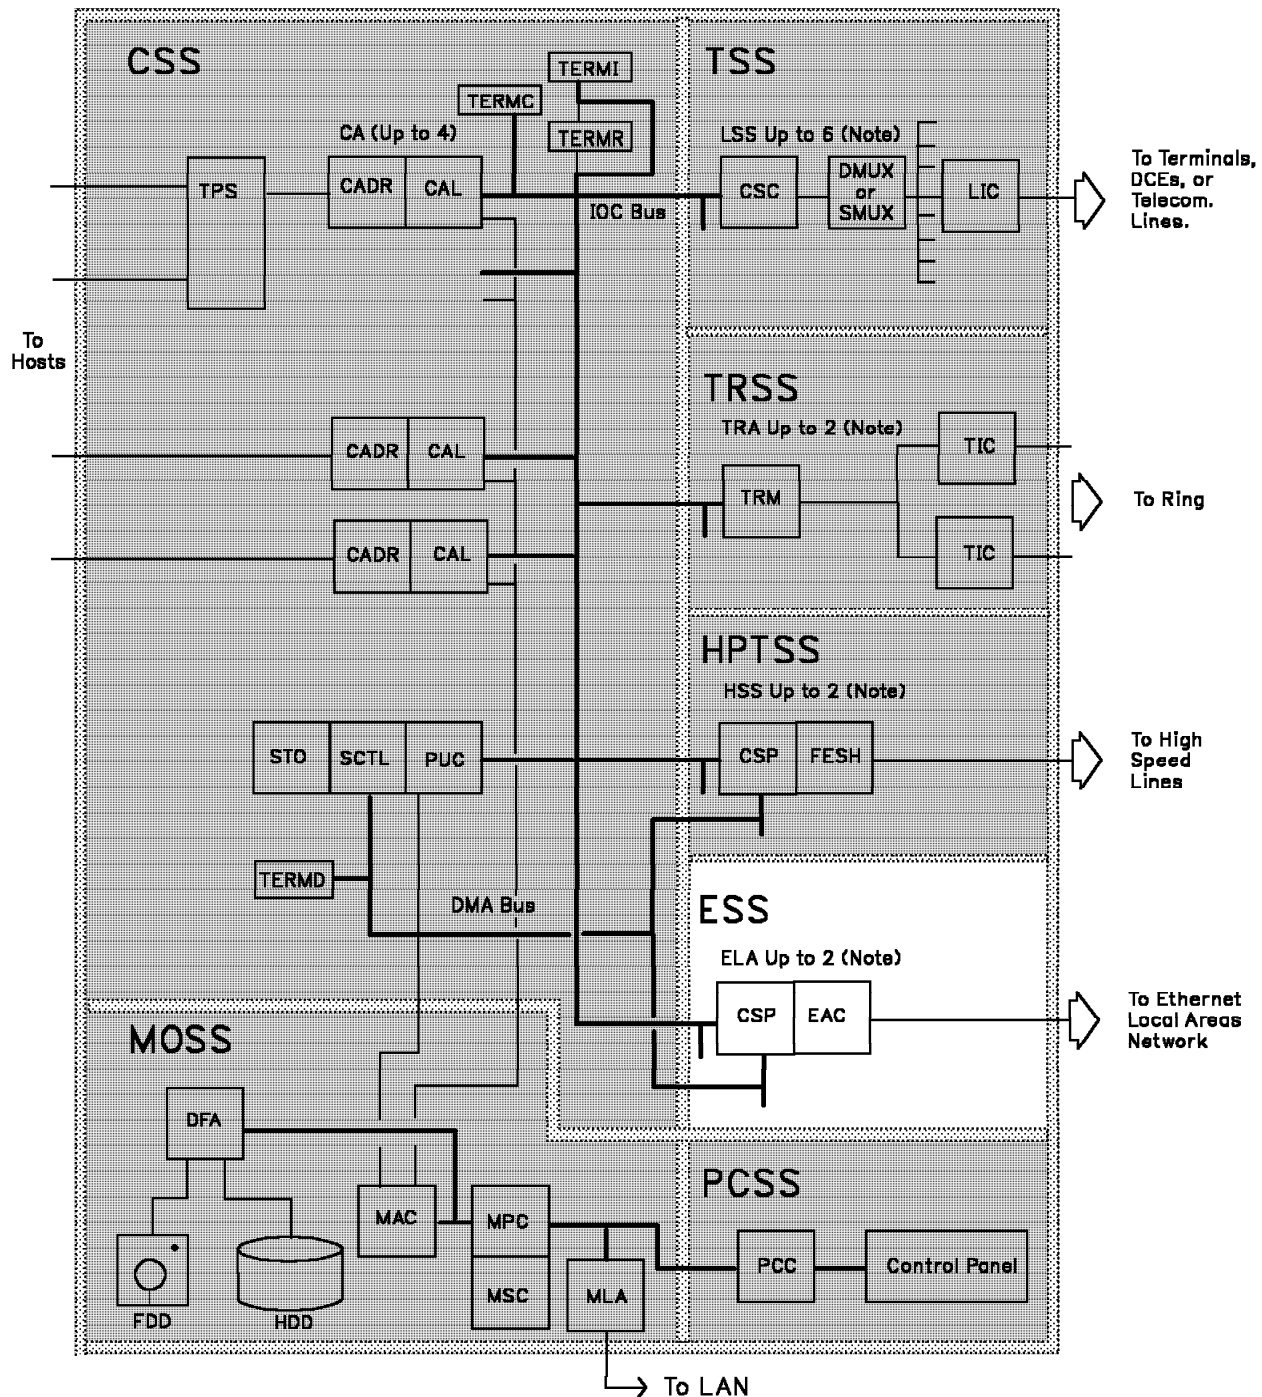 CSS
TERMI
TERMC
TERMR
CA (Up to 4)
TPS
CADR
CAL
IOC Bus
TSS
LSS Up to 6 (Note)
CSC
DMUX
or
SMUX
LIC
To Terminals,
DCEs, or
Telecom.
Lines.
To
Hosts
CADR
CAL
CADR
CAL
TRSS
TRA Up to 2 (Note)
TRM
TIC
TIC
To Ring
HPTSS
HSS Up to 2 (Note)
STO
SCTL
PUC
CSP
FESH
To High
Speed
Lines
TERMD
DMA Bus
ESS
ELA Up to 2 (Note)
CSP
EAC
To Ethernet
Local Areas
Network
MOSS
DFA
FDD
HDD
MAC
MPC
MSC
MLA
PCSS
PCC
Control Panel
To LAN